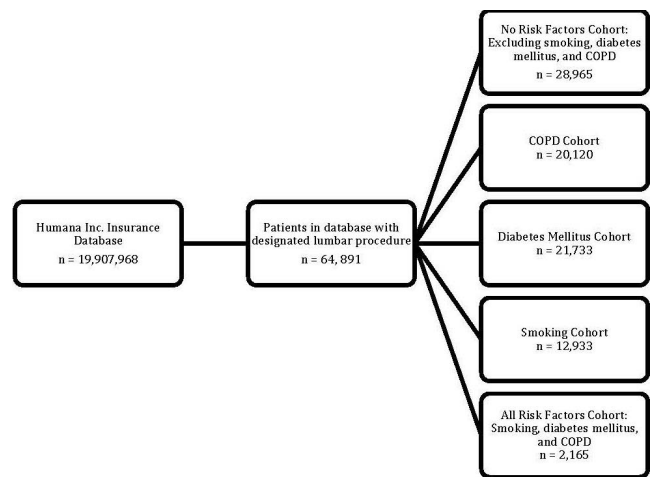 Humana Inc. Insurance
Database
n = 19,907,968
Patients in database with
designated lumbar procedure
n = 64, 891
No Risk Factors Cohort:
Excluding smoking, diabetes
mellitus, and COPD
n = 28,965
COPD Cohort
n = 20,120
Diabetes Mellitus Cohort
n = 21,733
Smoking Cohort
n = 12,933
All Risk Factors Cohort:
Smoking, diabetes mellitus,
and COPD
n = 2,165